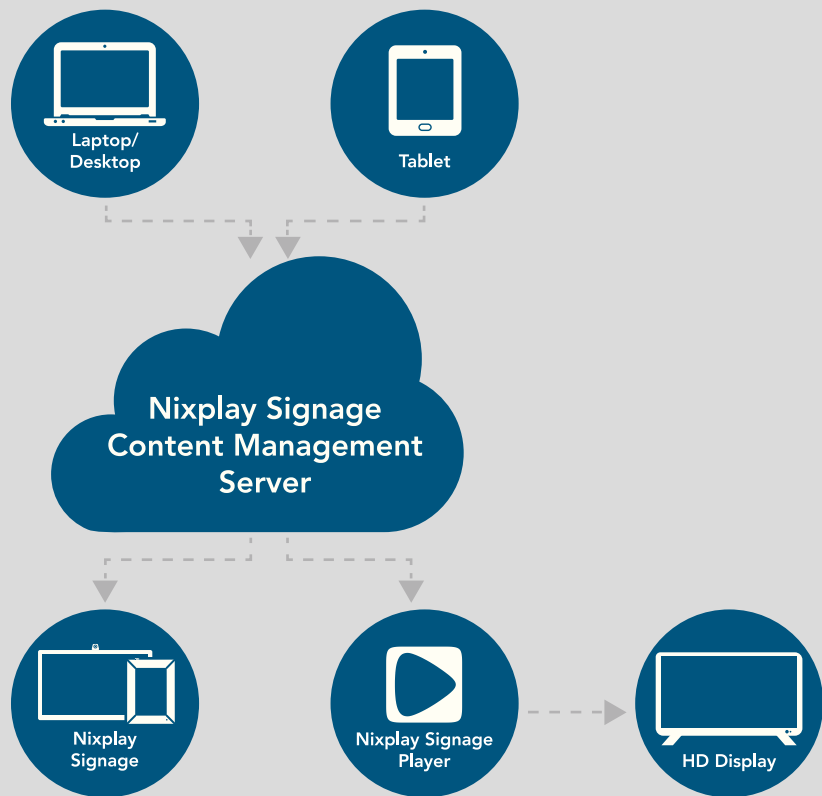 Laptop/
Desktop
Tablet
Nixplay Signage
Content Management
Server
Nixplay
Signage
Nixplay Signage
Player
HD Display